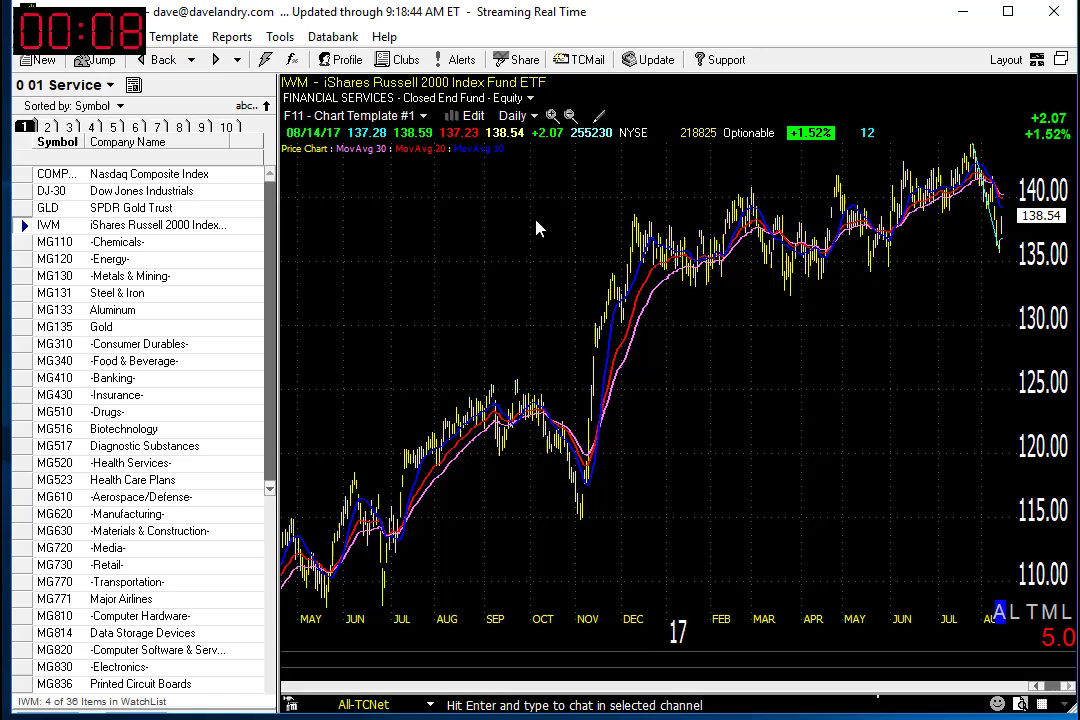 00:08
- dave@davelandry.com ... Updated through 9:18:44 AM ET - Streaming Real Time
Template Reports Tools Databank Help
New Jump Back Profile Clubs Alerts Share TCMail Update Support Layout
0 01 Service
Sorted by: Symbol abc..
1 2 3 4 5 6 7 8 9 10
Symbol Company Name
COMP... Nasdaq Composite Index
DJ-30 Dow Jones Industrials
GLD SPDR Gold Trust
IWM iShares Russell 2000 Index...
MG110 -Chemicals-
MG120 -Energy-
MG130 -Metals & Mining-
MG131 Steel & Iron
MG133 Aluminum
MG135 Gold
MG310 -Consumer Durables-
MG340 -Food & Beverage-
MG410 -Banking-
MG430 -Insurance-
MG510 -Drugs-
MG516 Biotechnology
MG517 Diagnostic Substances
MG520 -Health Services-
MG523 Health Care Plans
MG610 -Aerospace/Defense-
MG620 -Manufacturing-
MG630 -Materials & Construction-
MG720 -Media-
MG730 -Retail-
MG770 -Transportation-
MG771 Major Airlines
MG810 -Computer Hardware-
MG814 Data Storage Devices
MG820 -Computer Software & Serv...
MG830 -Electronics-
MG836 Printed Circuit Boards
IWM: 4 of 36 Items in WatchList
IWM - iShares Russell 2000 Index Fund ETF
FINANCIAL SERVICES - Closed End Fund - Equity
F11 - Chart Template #1 Edit Daily
08/14/17 137.28 138.59 137.23 138.54 +2.07 255230 NYSE 218825 Optionable +1.52% 12
+2.07
+1.52%
Price Chart : MovAvg 30 : MovAvg 20 : MovAvg 10
140.00
138.54
135.00
130.00
125.00
120.00
115.00
110.00
A L T M L
MAY JUN JUL AUG SEP OCT NOV DEC 17 FEB MAR APR MAY JUN JUL
5.0
All-TCNet Hit Enter and type to chat in selected channel